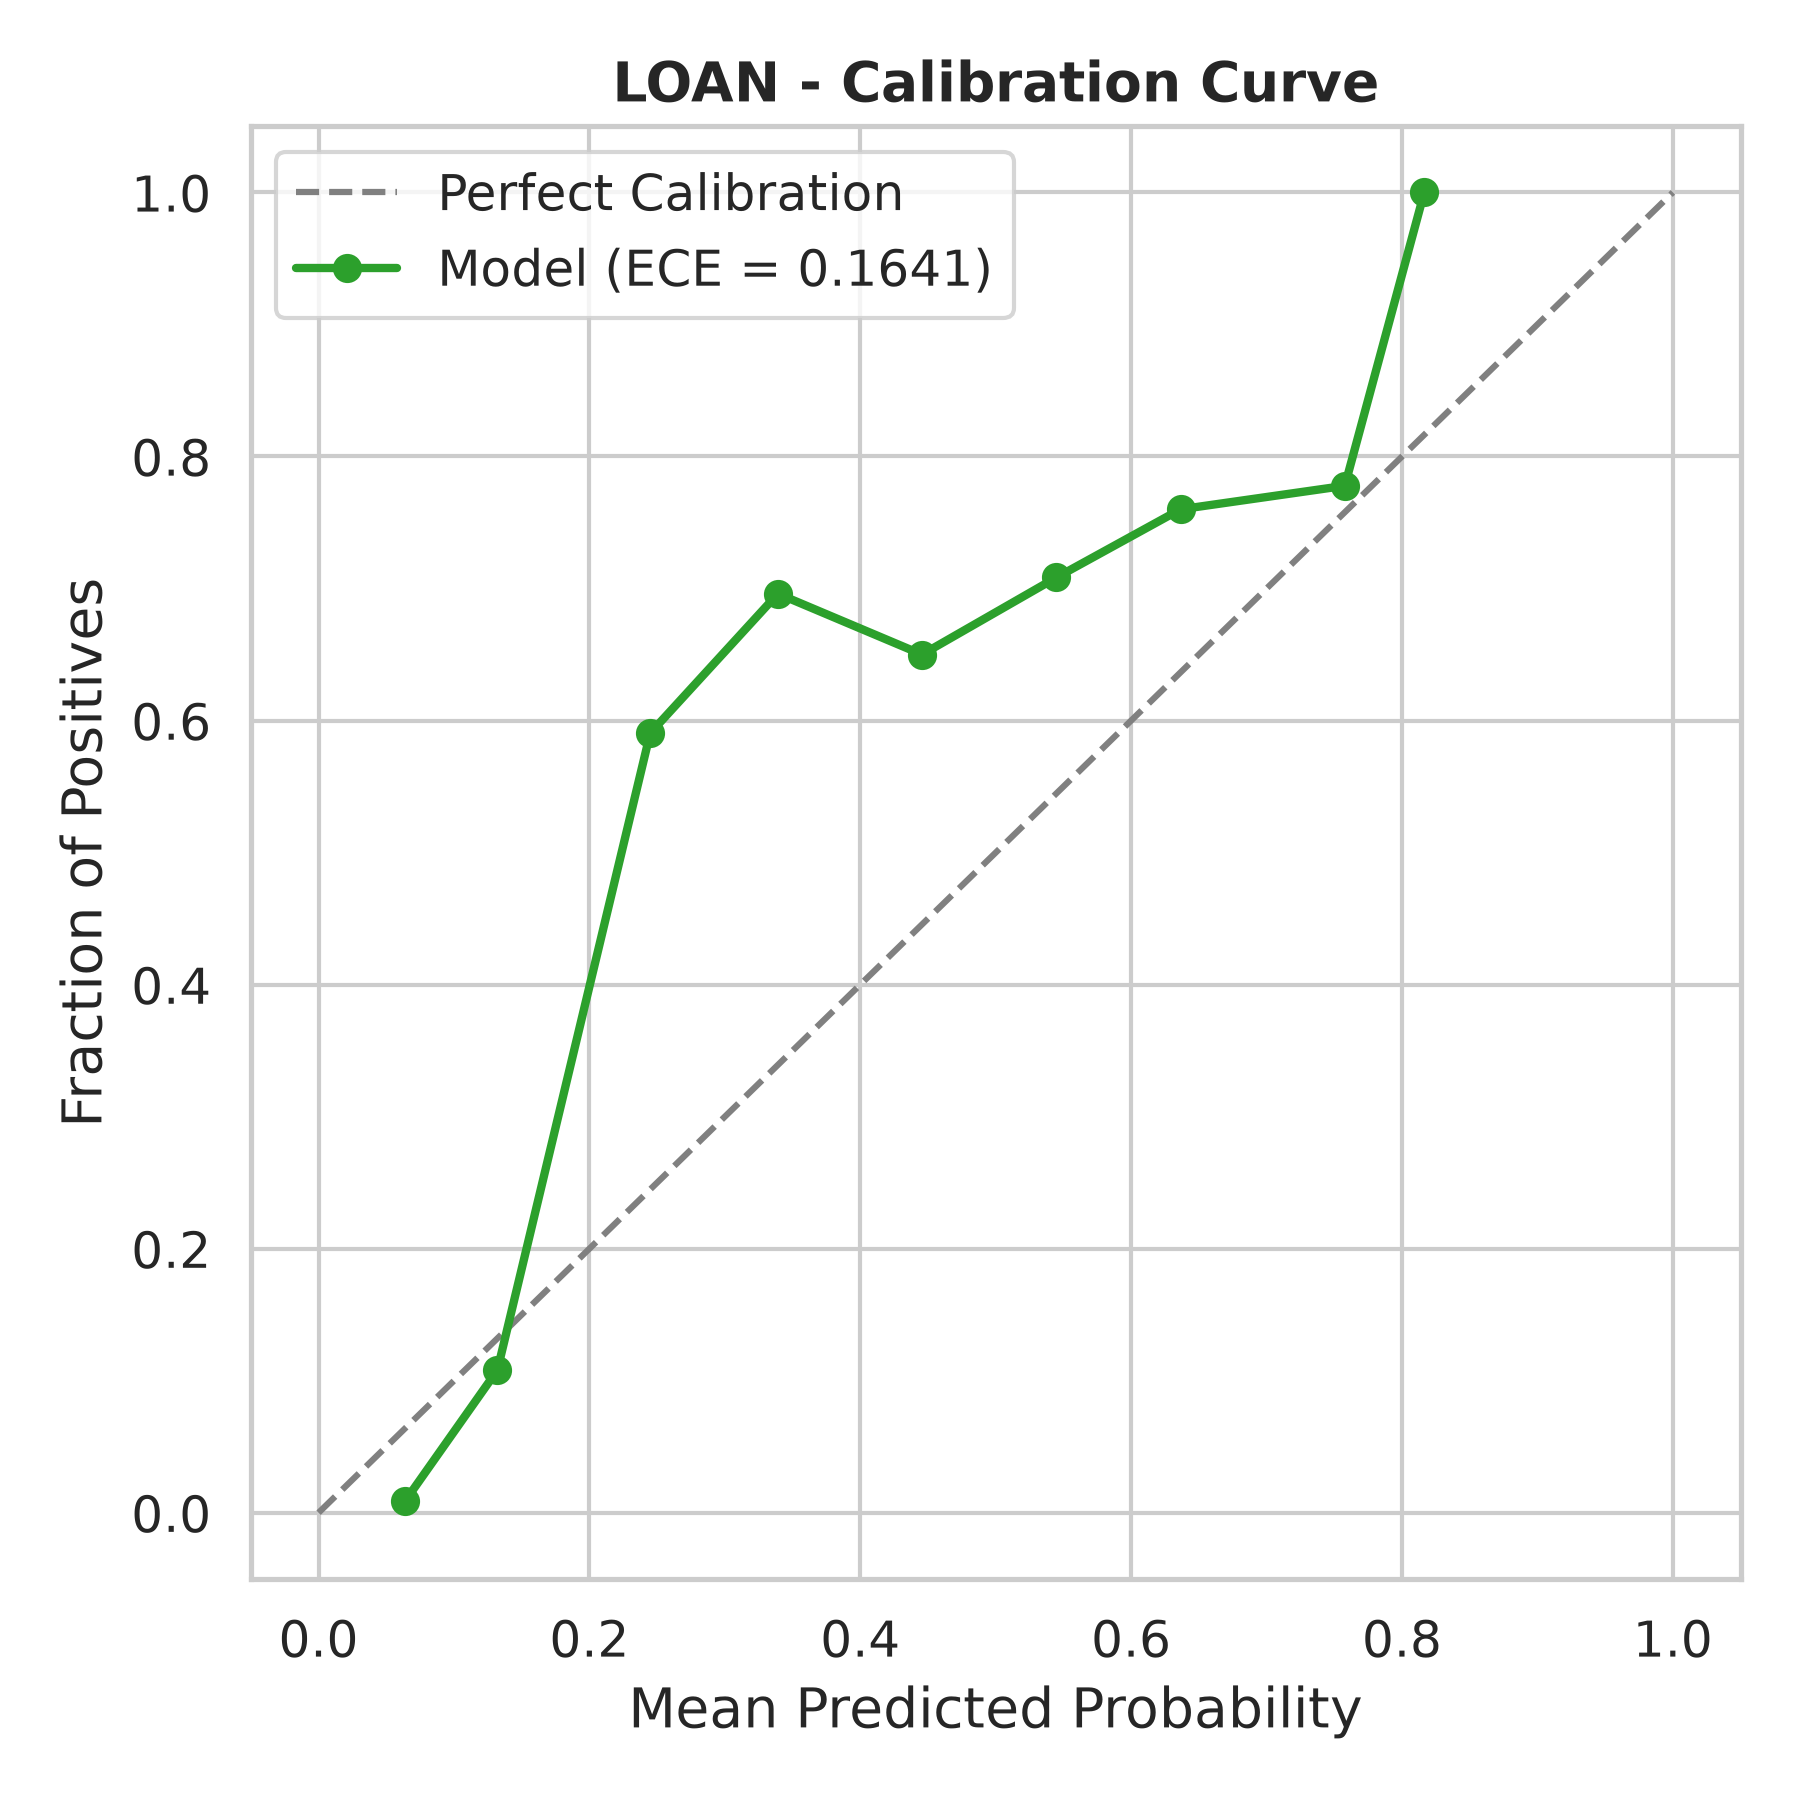 LOAN - Calibration Curve
Perfect Calibration
Model (ECE = 0.1641)
Fraction of Positives
1.0
0.8
0.6
0.4
0.2
0.0
0.0 0.2 0.4 0.6 0.8 1.0
Mean Predicted Probability